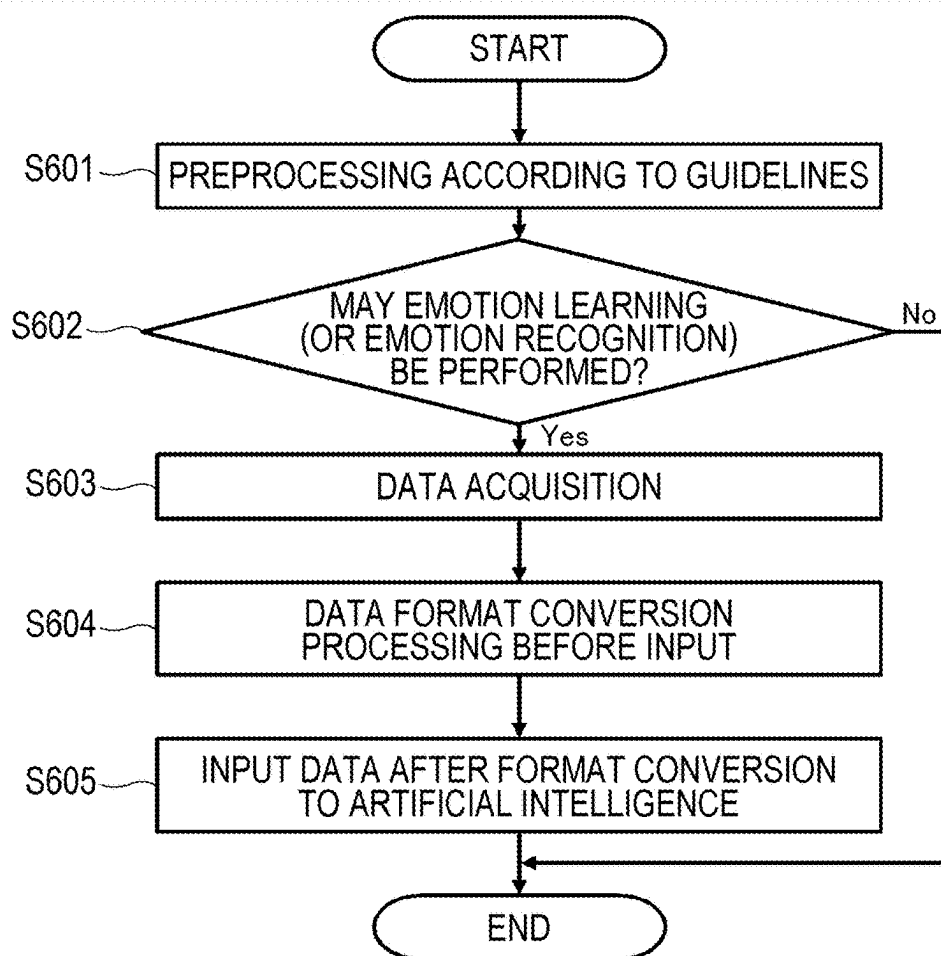 START
S601
PREPROCESSING ACCORDING TO GUIDELINES
S602
MAY EMOTION LEARNING
(OR EMOTION RECOGNITION)
BE PERFORMED?
No
Yes
S603
DATA ACQUISITION
S604
DATA FORMAT CONVERSION
PROCESSING BEFORE INPUT
S605
INPUT DATA AFTER FORMAT CONVERSION
TO ARTIFICIAL INTELLIGENCE
END